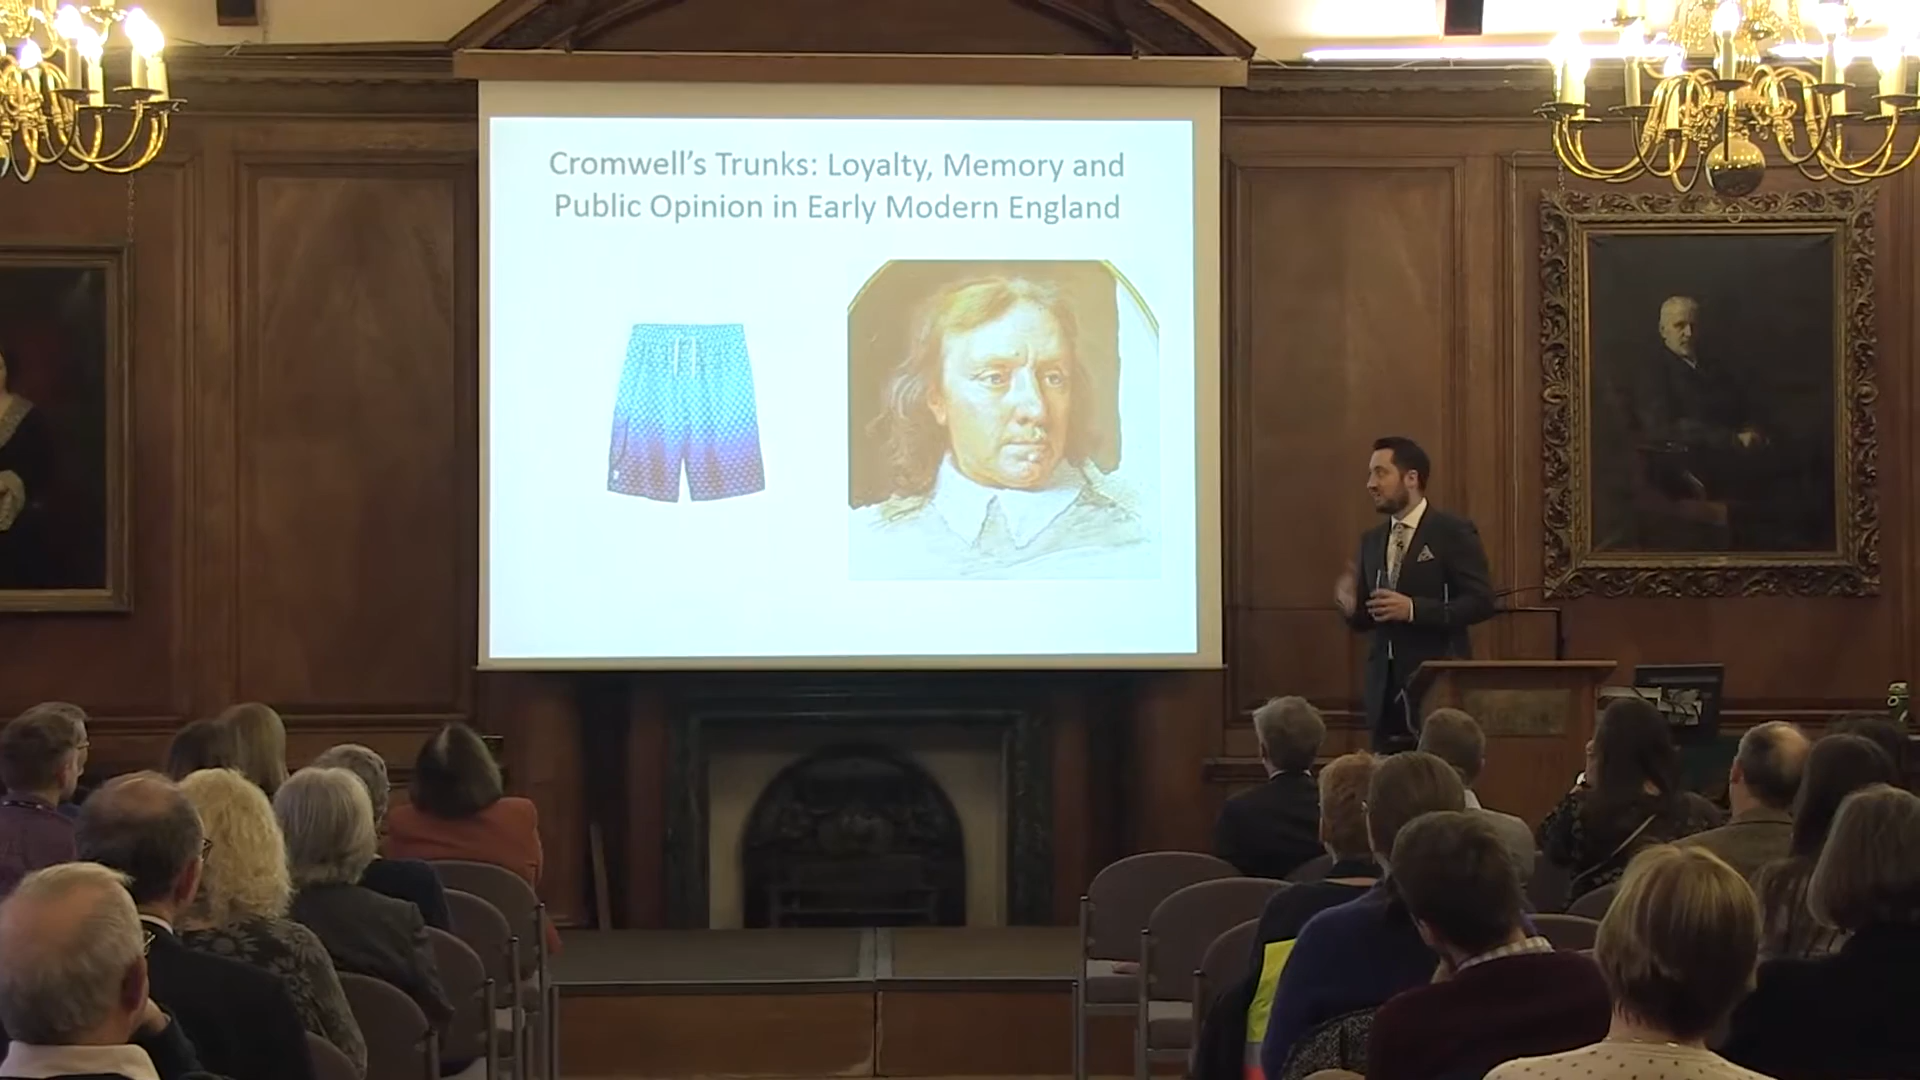 Cromwell’s Trunks: Loyalty, Memory and
Public Opinion in Early Modern England